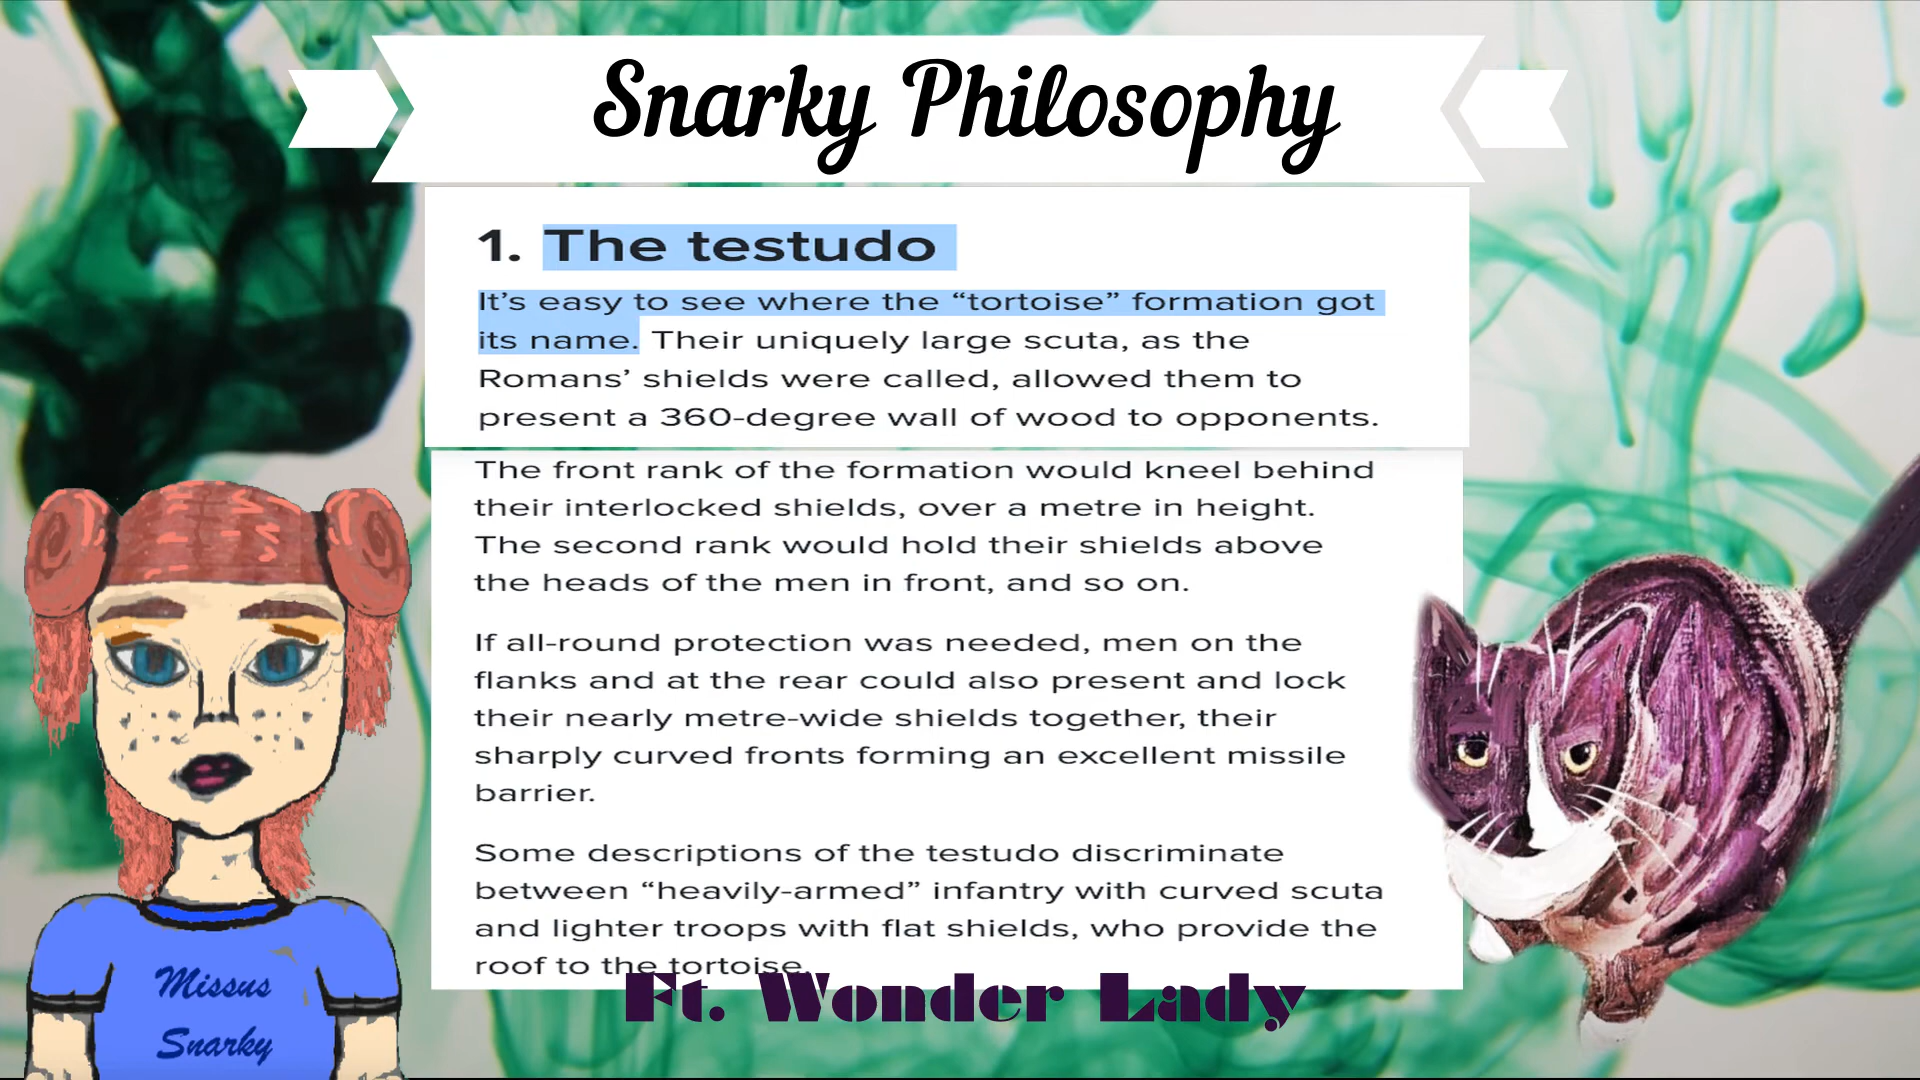 Snarky Philosophy
1. The testudo
It’s easy to see where the “tortoise” formation got
its name. Their uniquely large scuta, as the
Romans’ shields were called, allowed them to
present a 360-degree wall of wood to opponents.
The front rank of the formation would kneel behind
their interlocked shields, over a metre in height.
The second rank would hold their shields above
the heads of the men in front, and so on.
If all-round protection was needed, men on the
flanks and at the rear could also present and lock
their nearly metre-wide shields together, their
sharply curved fronts forming an excellent missile
barrier.
Some descriptions of the testudo discriminate
between “heavily-armed” infantry with curved scuta
and lighter troops with flat shields, who provide the
roof to the tortoise.
Ft. Wonder Lady
Missus
Snarky